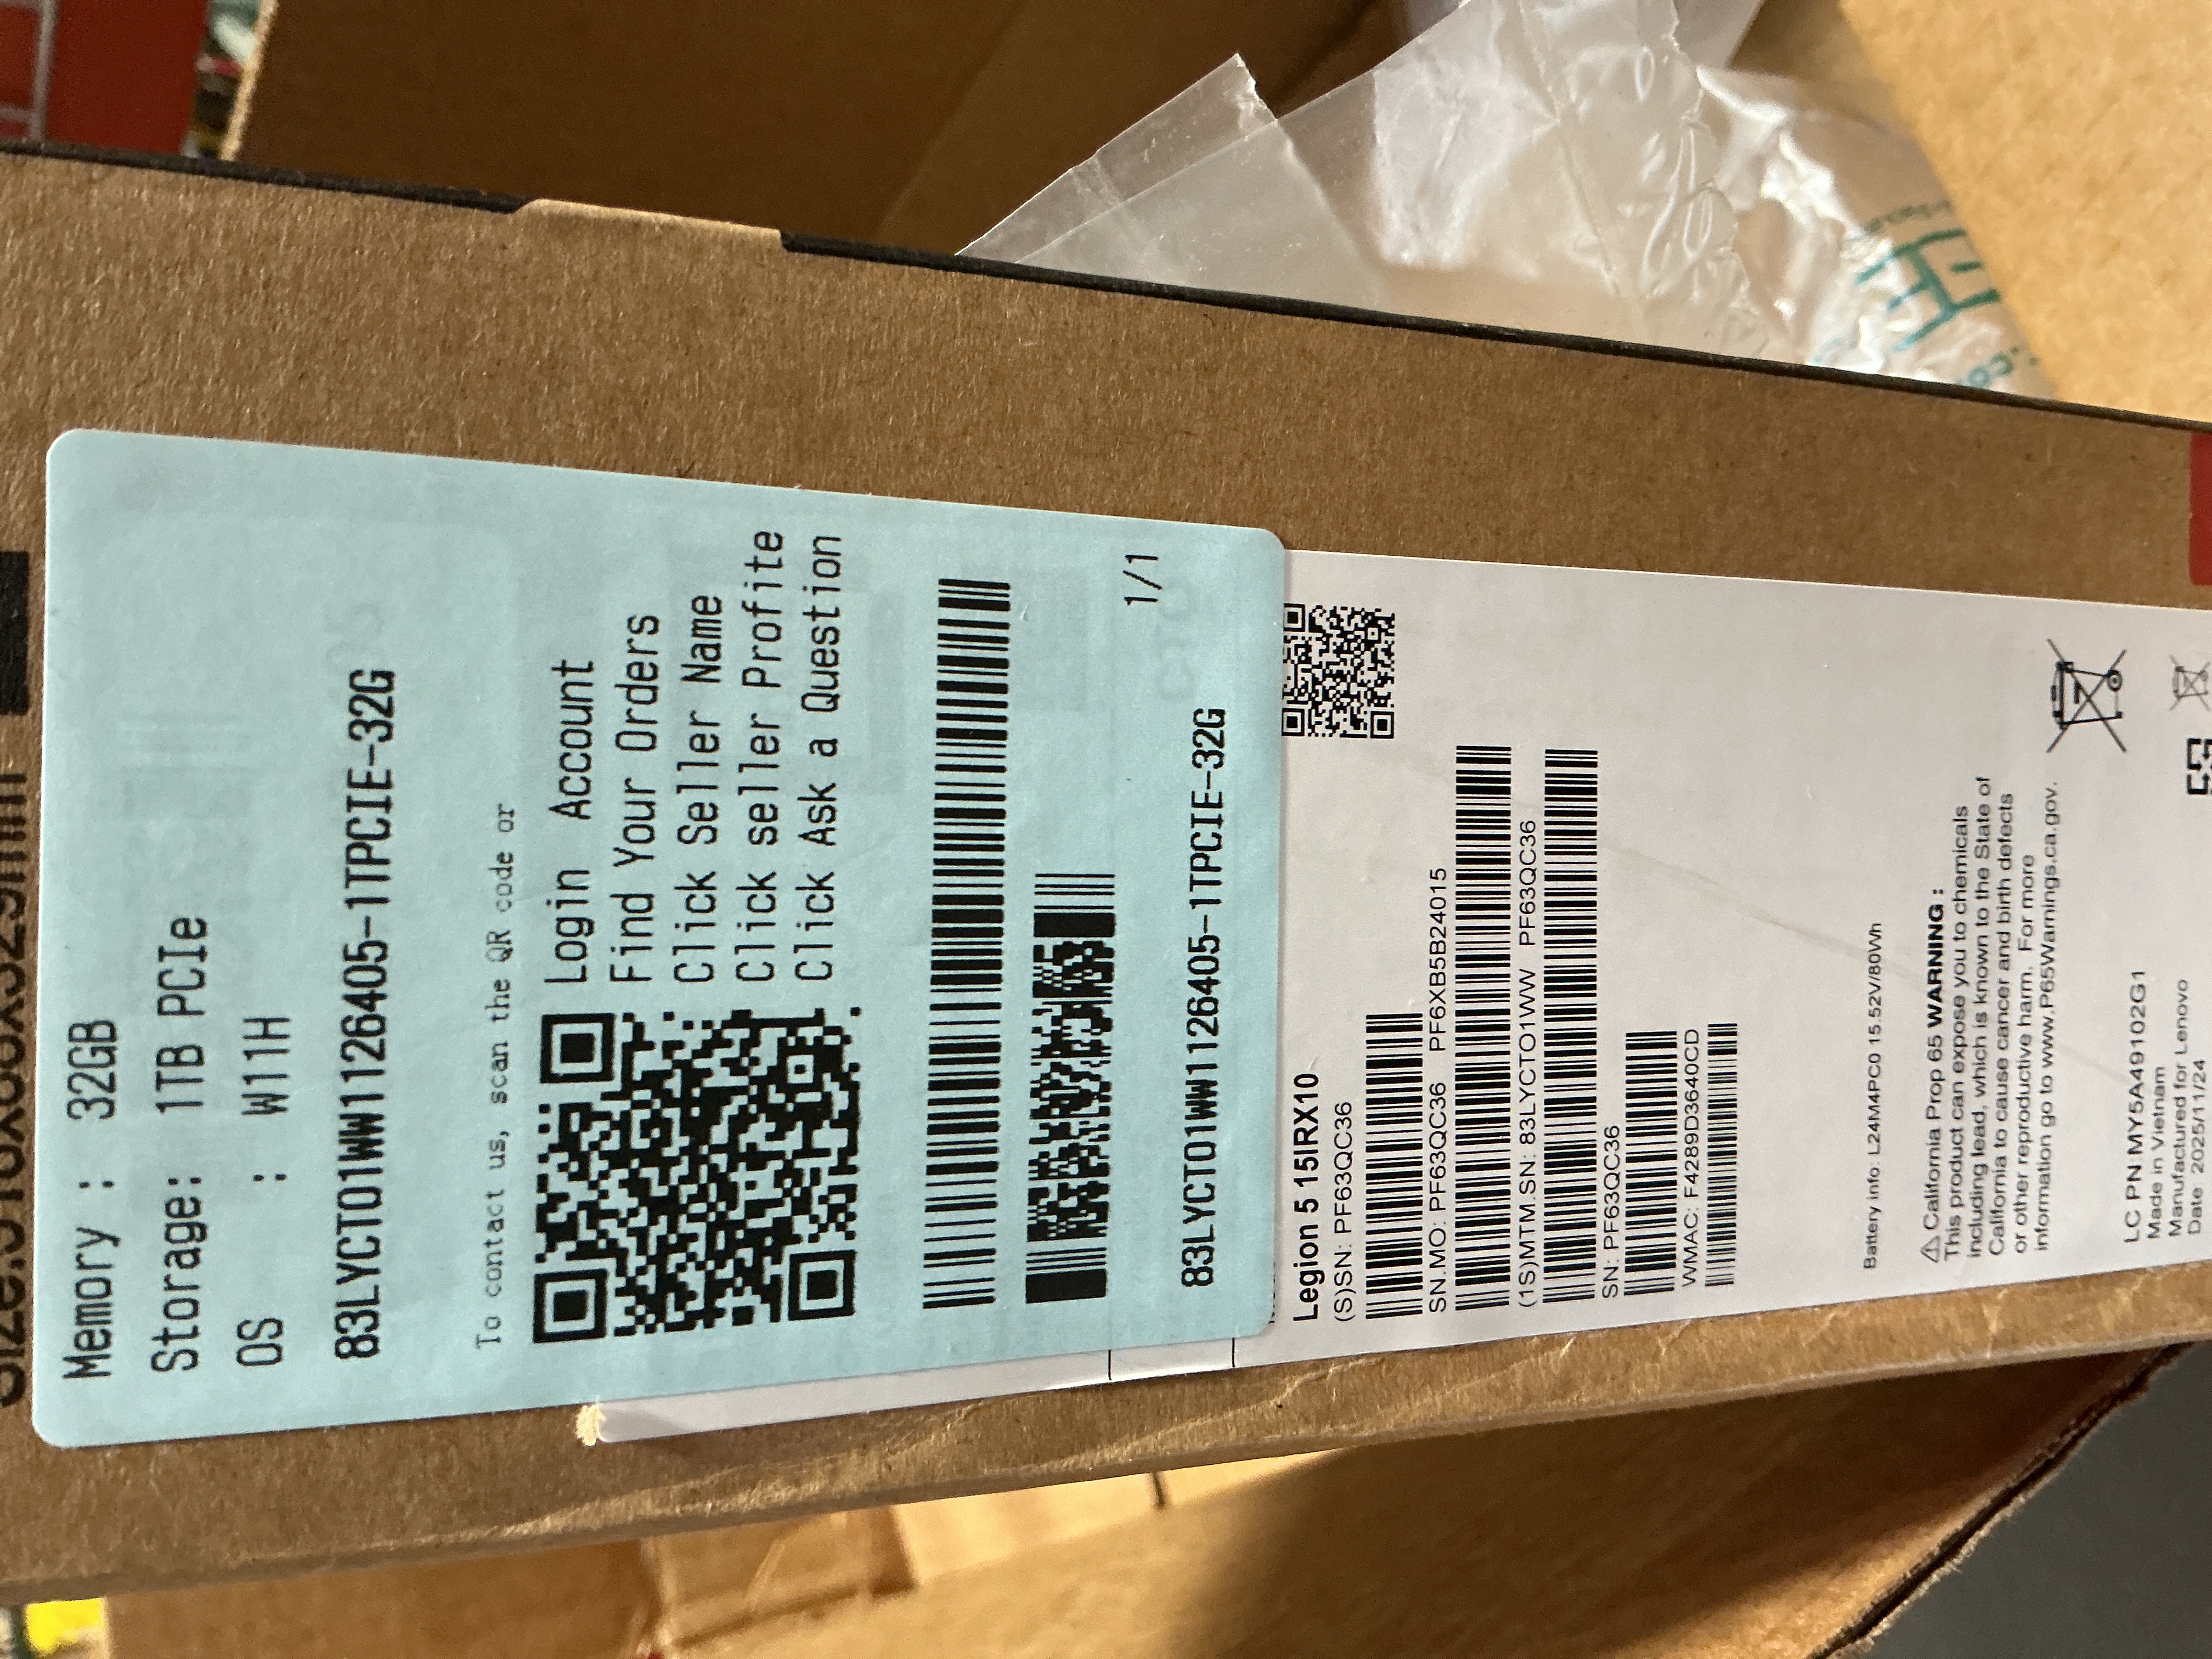 Memory : 32GB
Storage: 1TB PCIe
OS : W11H
83LYCTO1WW1126405-1TPCIE-32G
To contact us, scan the QR code or
Login Account
Find Your Orders
Click Seller Name
Click seller Profite
Click Ask a Question
1/1
83LYCTO1WW1126405-1TPCIE-32G
CTO
Legion 5 15IRX10
(S)SN: PF63QC36
SN.MO: PF63QC36 PF6XB5B24015
(1S)MTM.SN: 83LYCTO1WW PF63QC36
SN: PF63QC36
WMAC: F4289D3640CD
Battery info: L24M4PC0 15.52V/80Wh
⚠ California Prop 65 WARNING :
This product can expose you to chemicals
including lead, which is known to the State of
California to cause cancer and birth defects
or other reproductive harm. For more
information go to www.P65Warnings.ca.gov.
LC PN MY5A49102G1
Made in Vietnam
Manufactured for Lenovo
Date: 2025/11/24